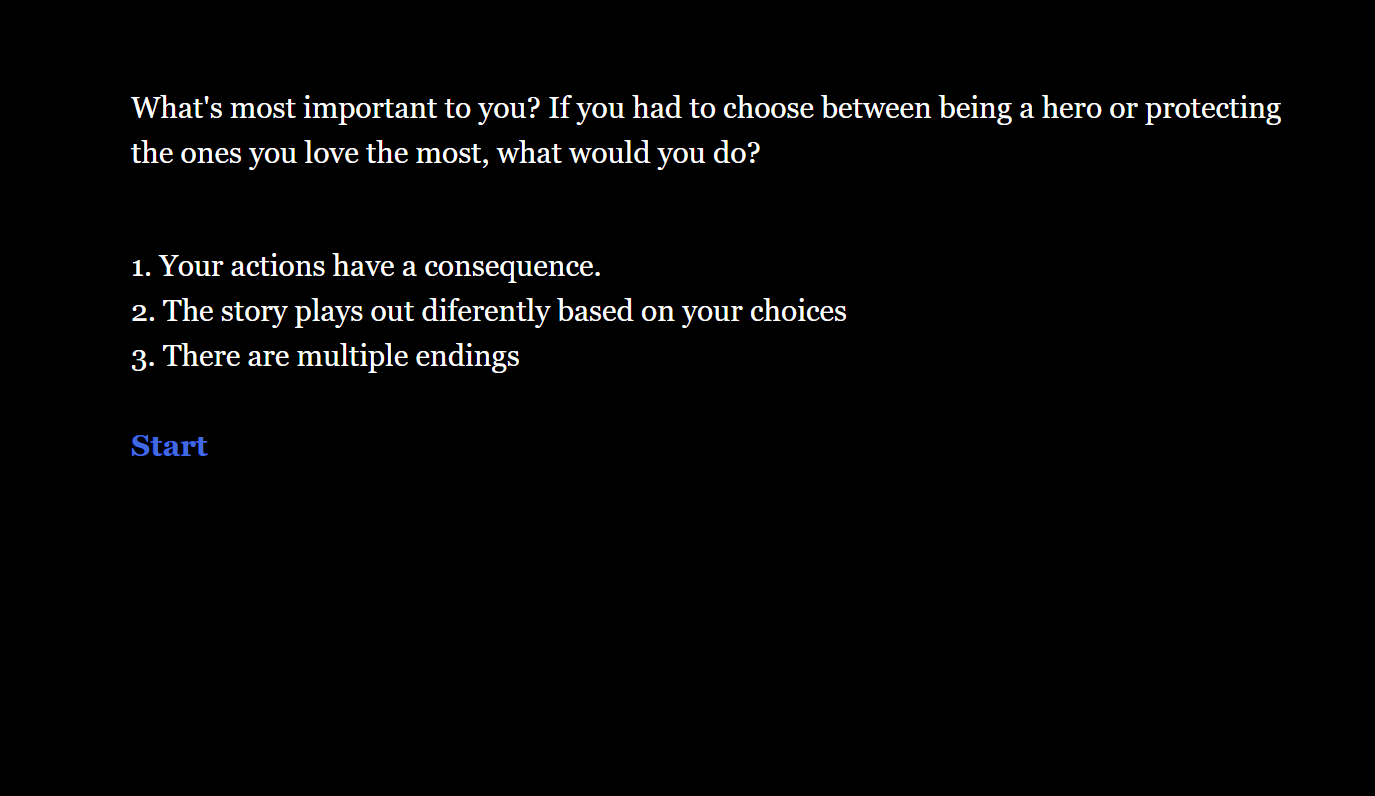 What's most important to you? If you had to choose between being a hero or protecting
the ones you love the most, what would you do?
1. Your actions have a consequence.
2. The story plays out diferently based on your choices
3. There are multiple endings
Start